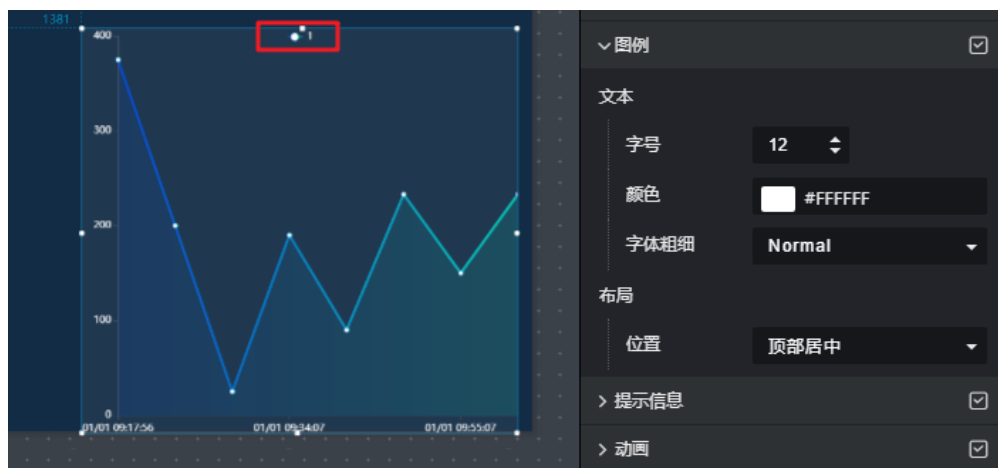 1381
400
1
300
200
100
0
01/01 09:17:56 01/01 09:34:07 01/01 09:55:07
图例
文本
字号 12
颜色 #FFFFFF
字体粗细 Normal
布局
位置 顶部居中
提示信息
动画